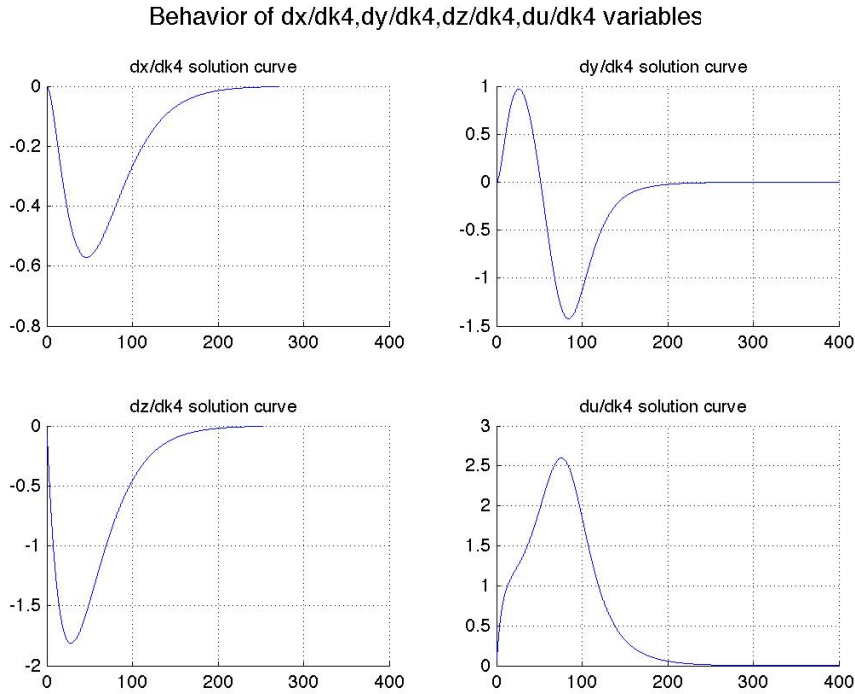 Behavior of dx/dk4,dy/dk4,dz/dk4,du/dk4 variables
dx/dk4 solution curve
0
-0.2
-0.4
-0.6
-0.8
0 100 200 300 400
dy/dk4 solution curve
1
0.5
0
-0.5
-1
-1.5
0 100 200 300 400
dz/dk4 solution curve
0
-0.5
-1
-1.5
-2
0 100 200 300 400
du/dk4 solution curve
3
2.5
2
1.5
1
0.5
0
0 100 200 300 400